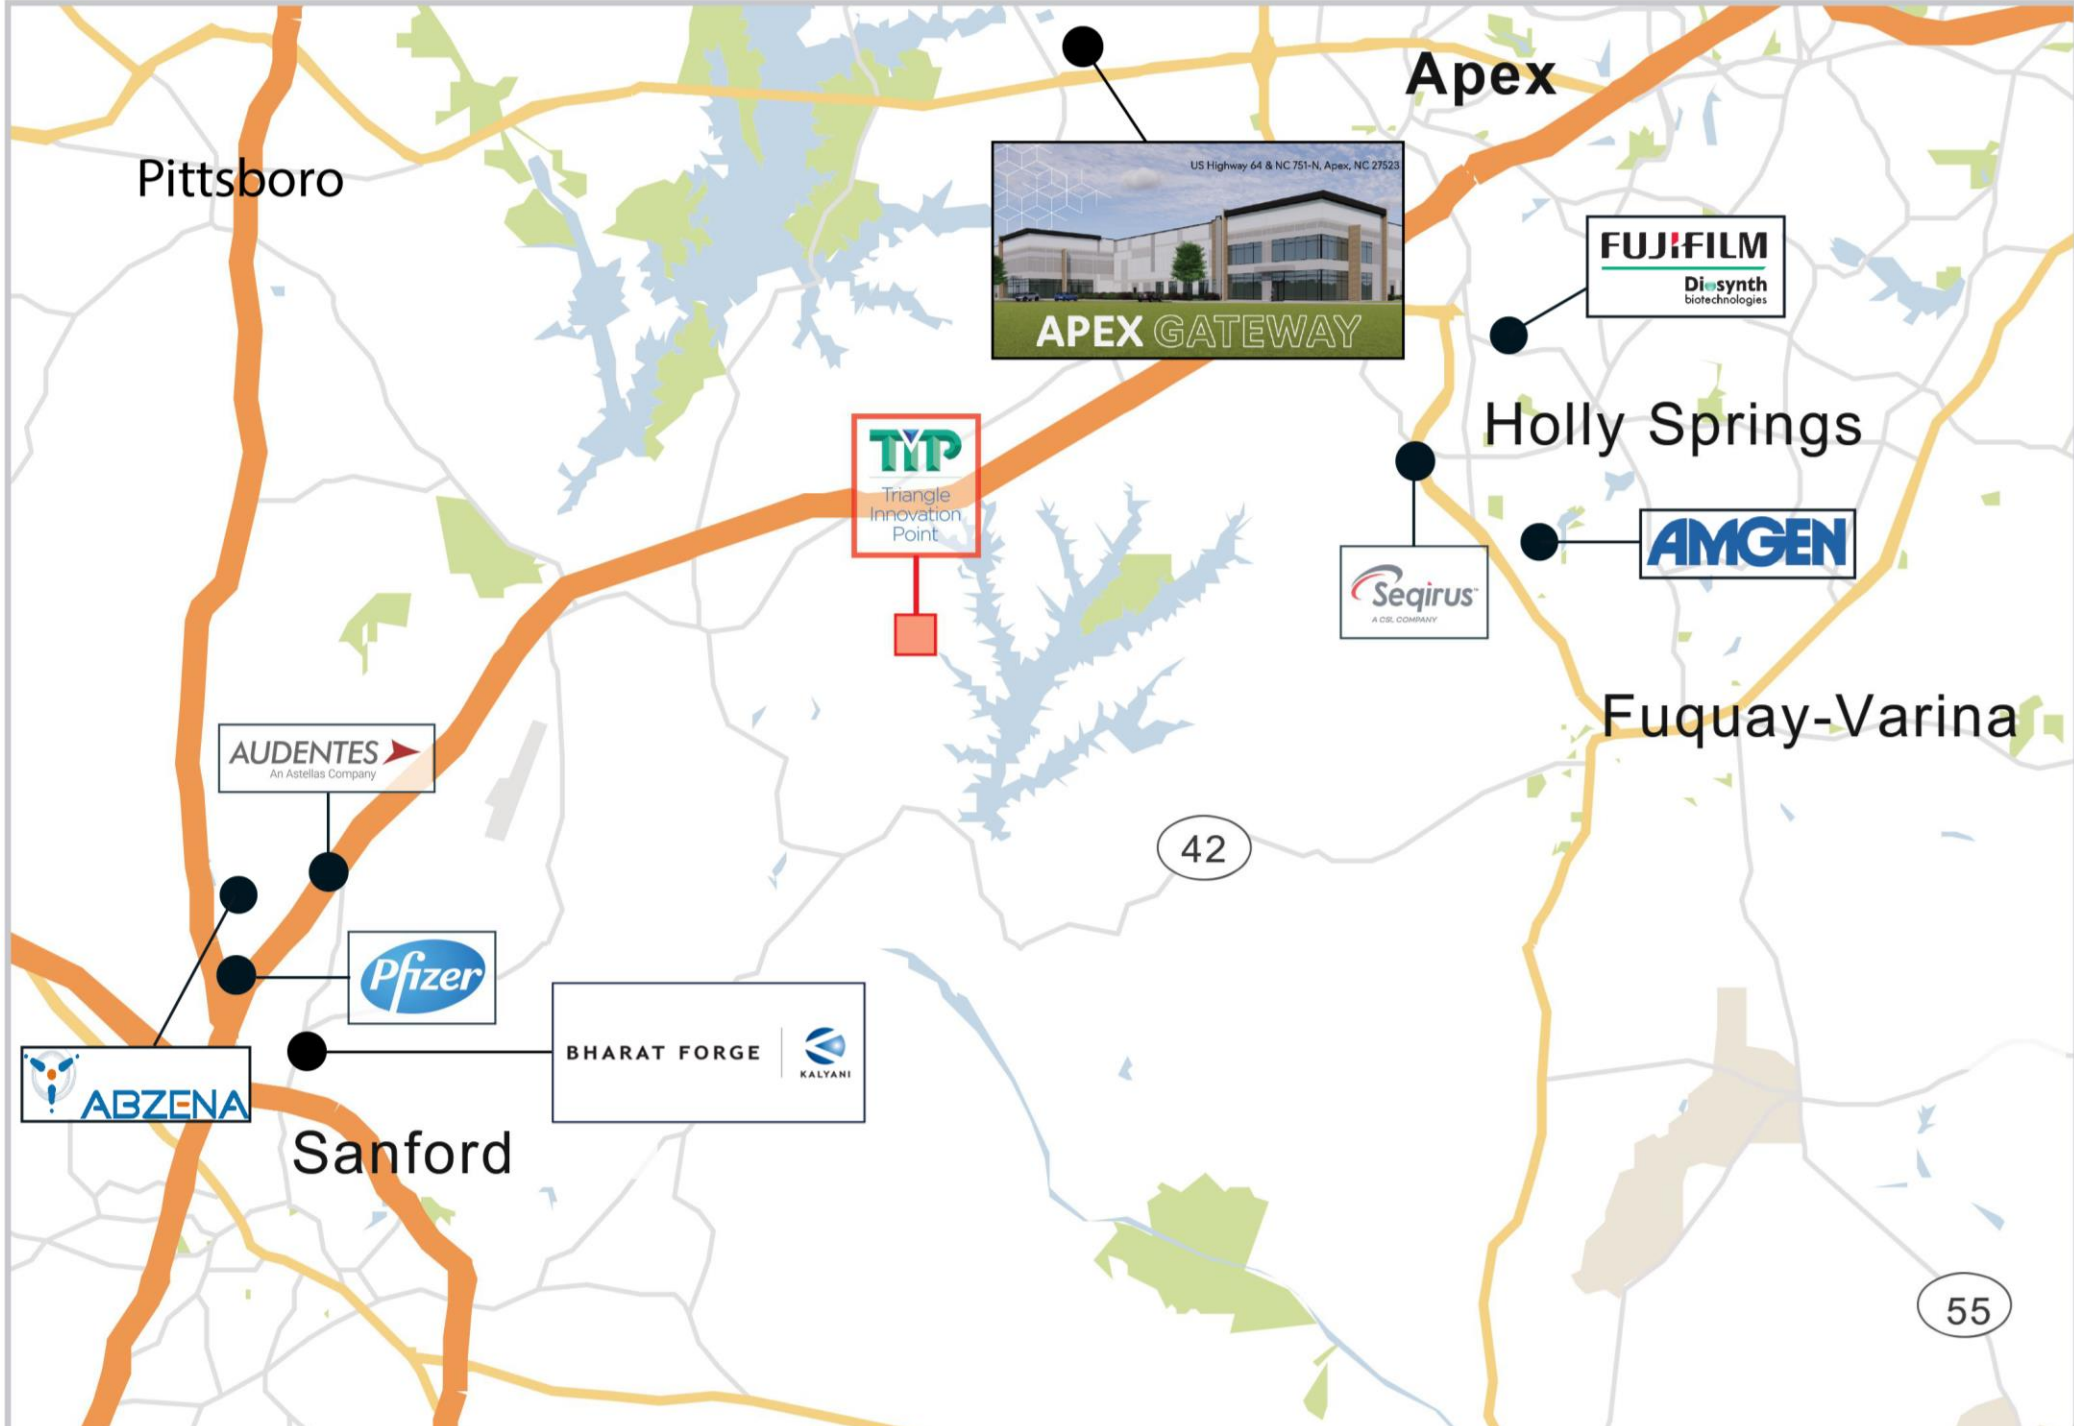 Apex
Pittsboro
US Highway 64 & NC 751-N, Apex, NC 27523
APEX GATEWAY
FUJIFILM
Diosynth
biotechnologies
Holly Springs
TIP
Triangle
Innovation
Point
AMGEN
Seqirus™
A CSL COMPANY
Fuquay-Varina
AUDENTES
An Astellas Company
42
Pfizer
BHARAT FORGE
KALYANI
ABZENA
Sanford
55